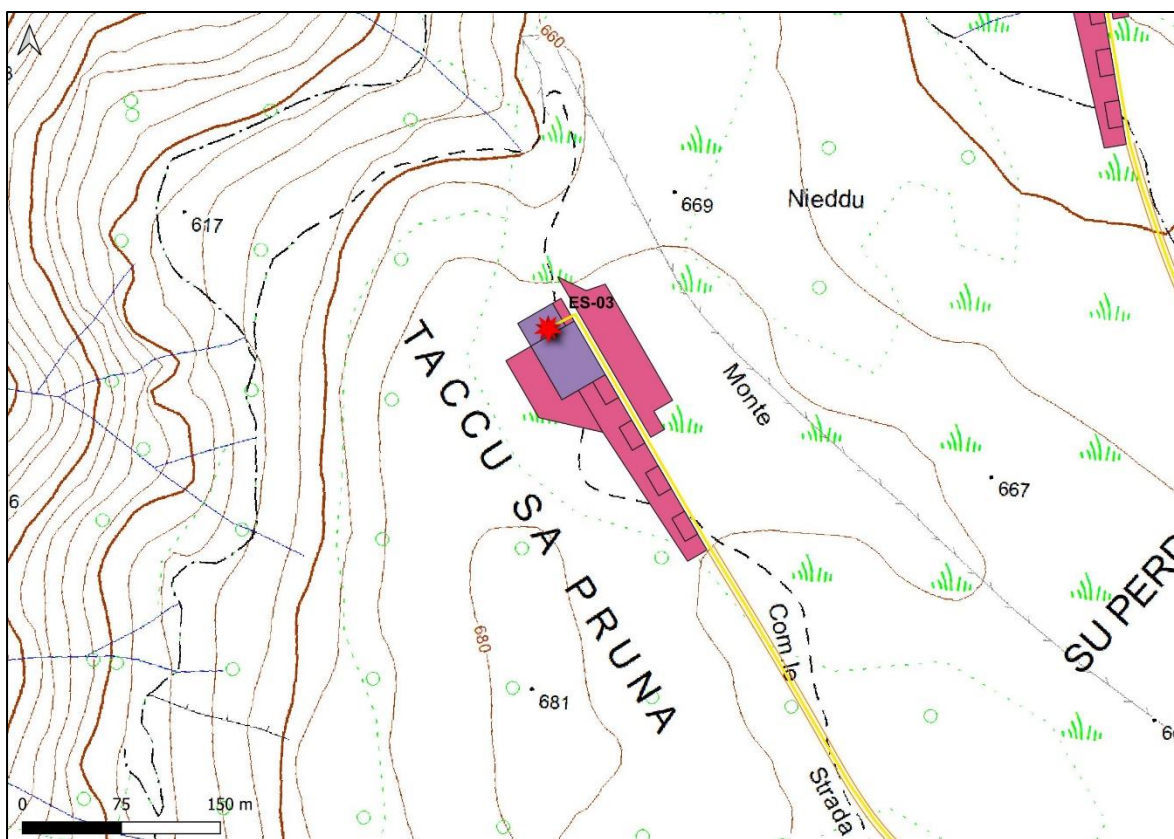 660
617
669
Nieddu
ES-03
TACCU SA PRUNA
Monte
667
SU PERD
680
Com.le
681
Strada
0 75 150 m